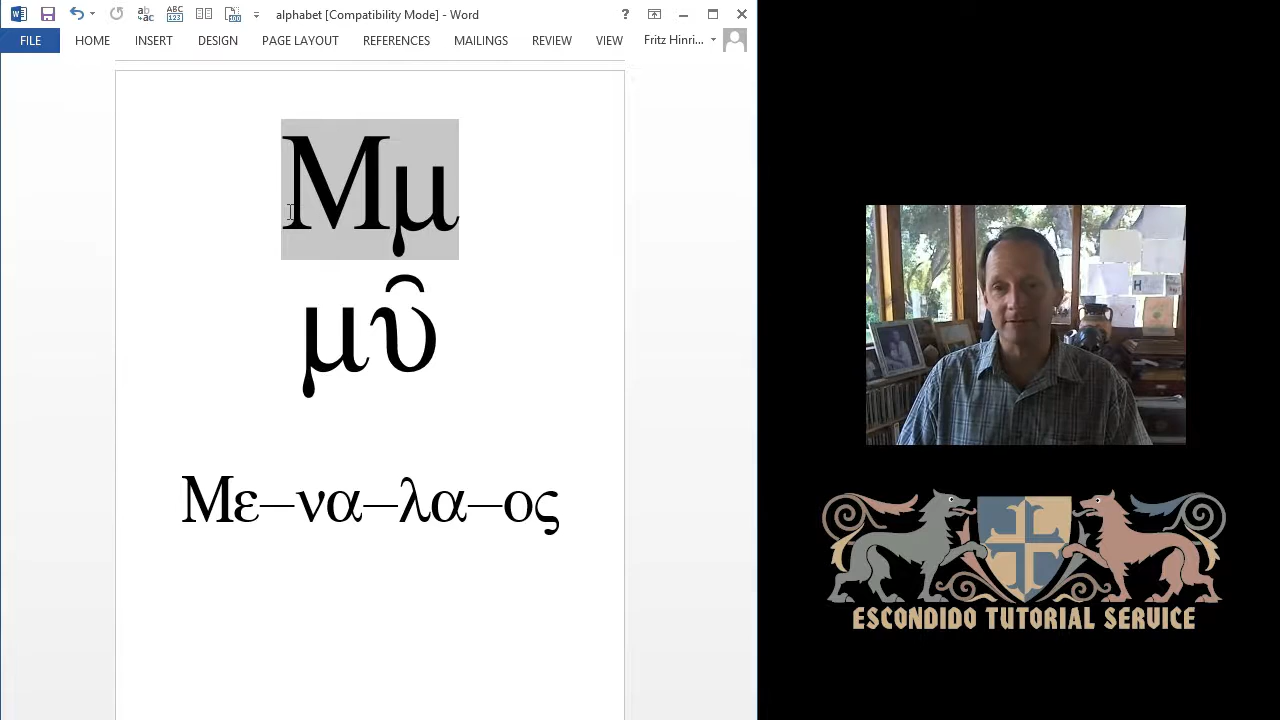 alphabet [Compatibility Mode] - Word
FILE HOME INSERT DESIGN PAGE LAYOUT REFERENCES MAILINGS REVIEW VIEW Fritz Hinri...
Μμ
μῦ
Με–να–λα–ος
H
ESCONDIDO TUTORIAL SERVICE